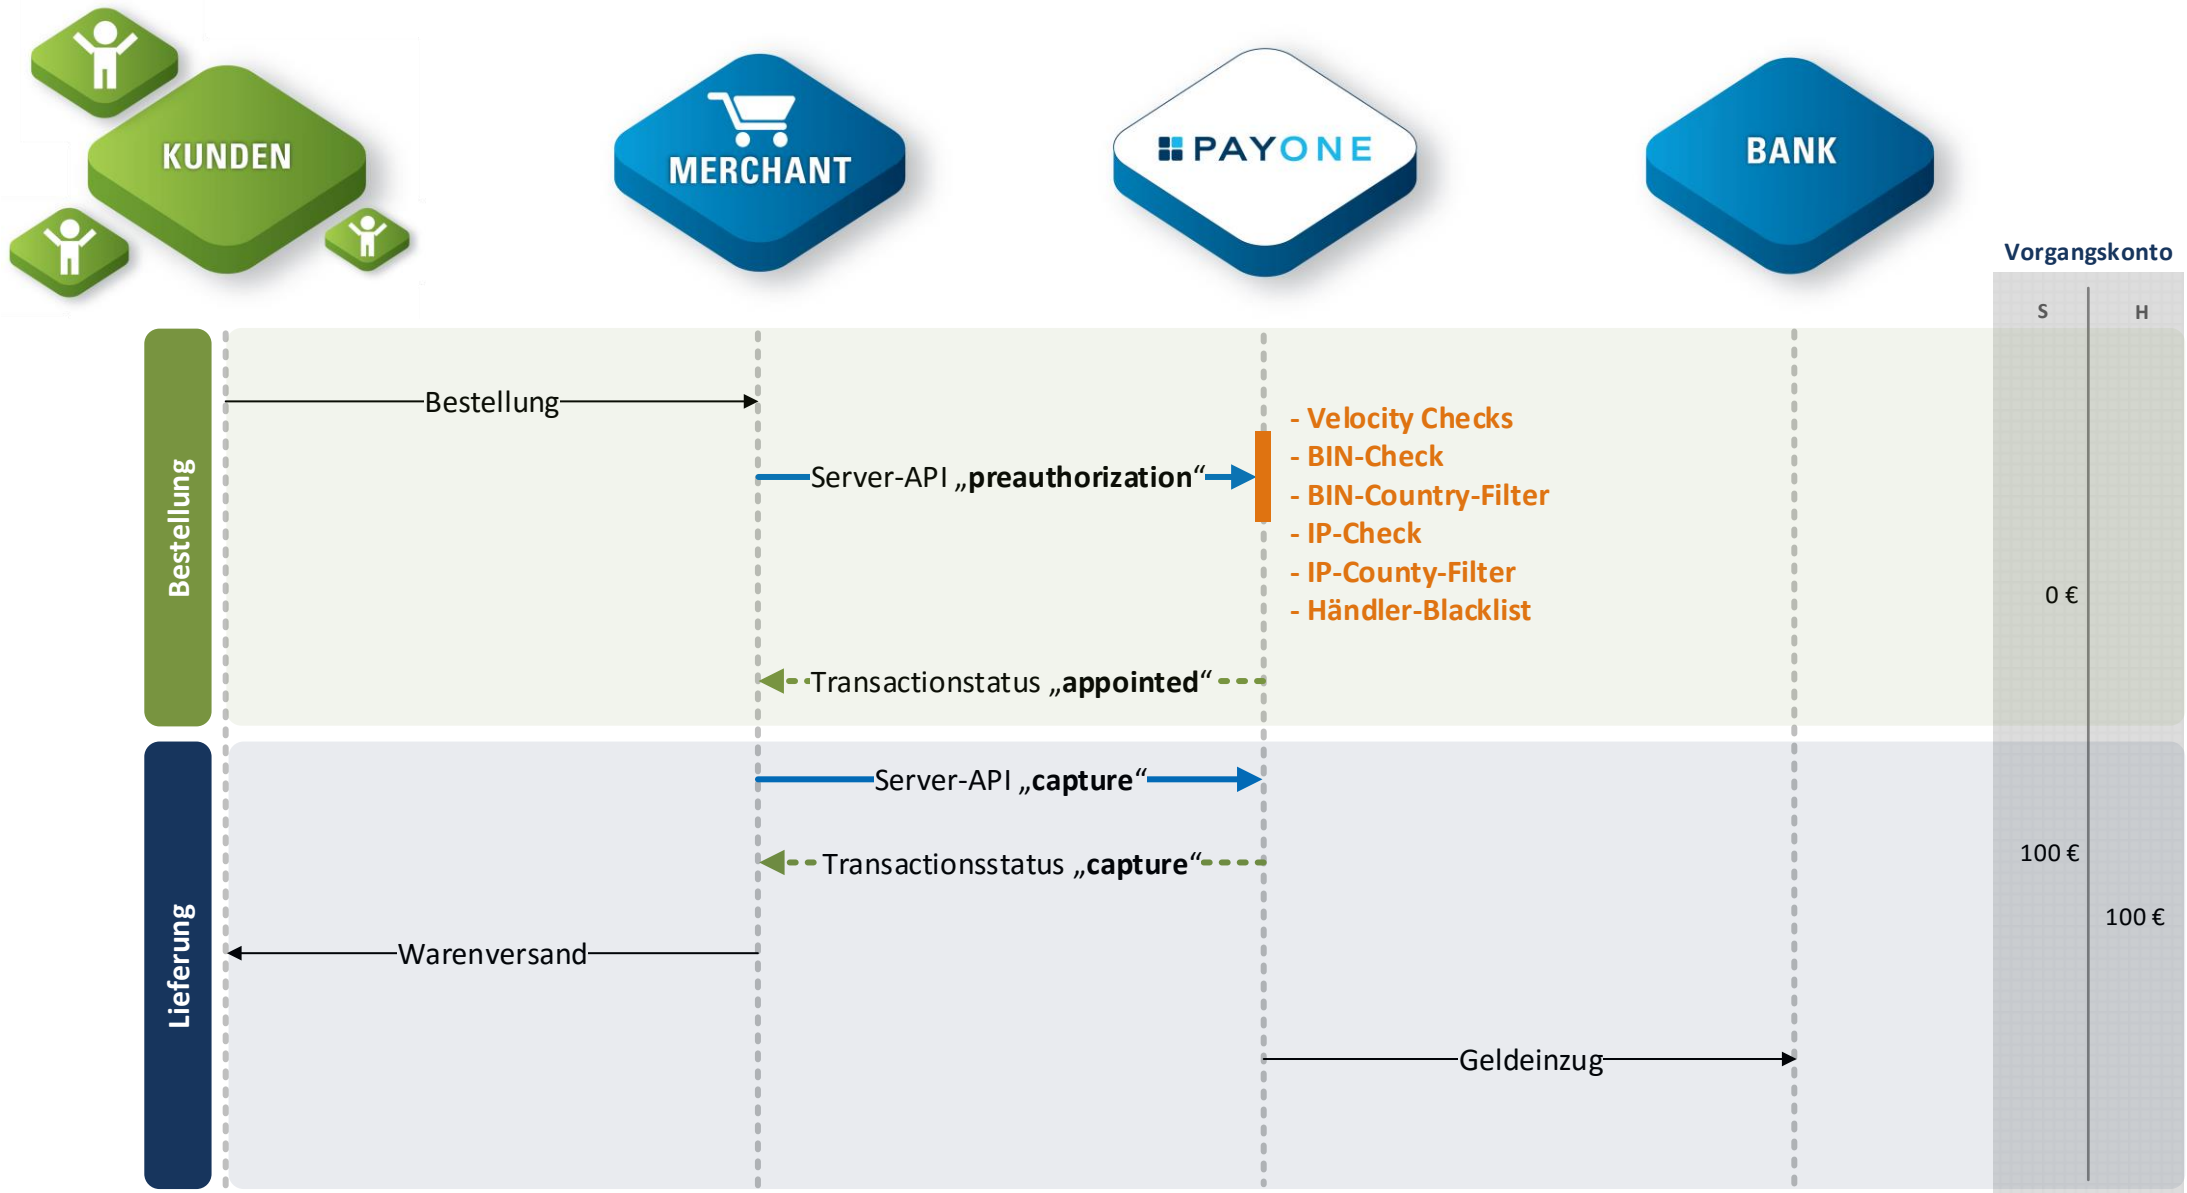 KUNDEN
MERCHANT
PAYONE
BANK
Vorgangskonto
S H
Bestellung
Bestellung
- Velocity Checks
- BIN-Check
- BIN-Country-Filter
- IP-Check
- IP-County-Filter
- Händler-Blacklist
Server-API „preauthorization“
0 €
Transactionstatus „appointed“
Lieferung
Server-API „capture“
Transactionsstatus „capture“
100 €
100 €
Warenversand
Geldeinzug